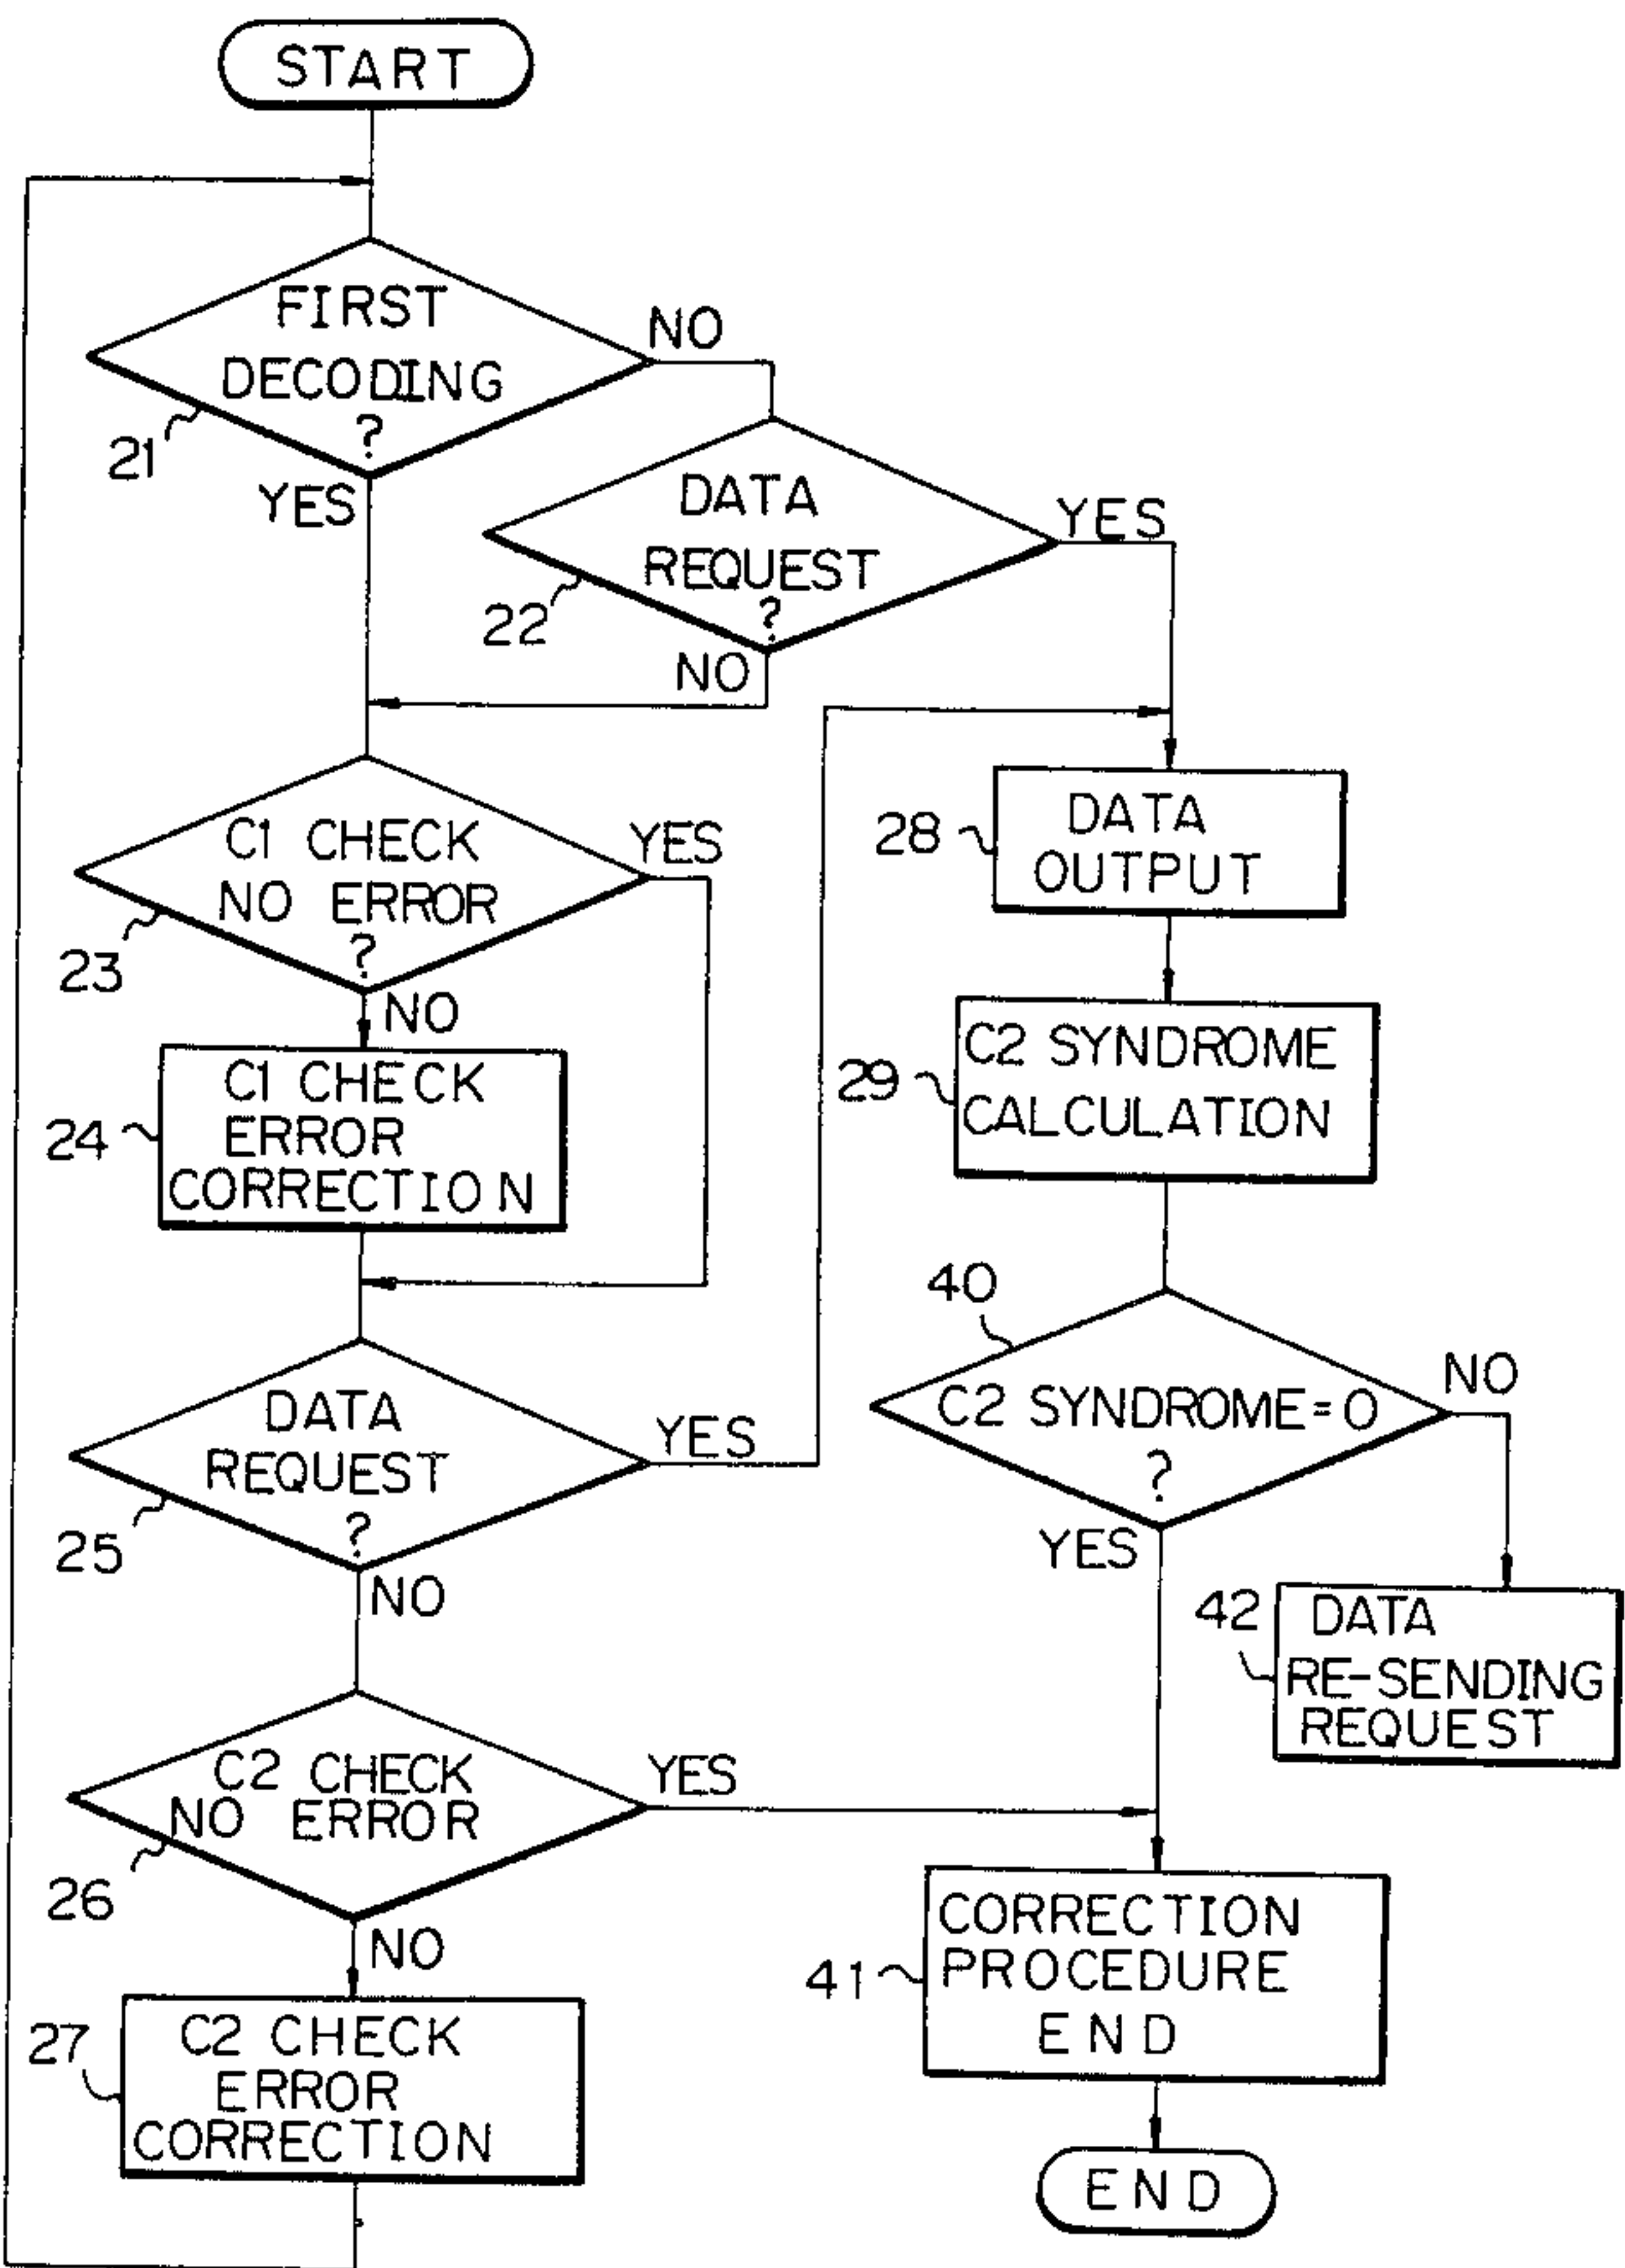 START
FIRST
DECODING
?
21
NO
YES
DATA
REQUEST
?
22
YES
NO
C1 CHECK
NO ERROR
?
23
YES
NO
C1 CHECK
ERROR
CORRECTION
24
DATA
REQUEST
?
25
YES
NO
C2 CHECK
NO ERROR
26
YES
NO
C2 CHECK
ERROR
CORRECTION
27
DATA
OUTPUT
28
C2 SYNDROME
CALCULATION
29
40
C2 SYNDROME=0
?
NO
YES
42
DATA
RE-SENDING
REQUEST
CORRECTION
PROCEDURE
END
41
END